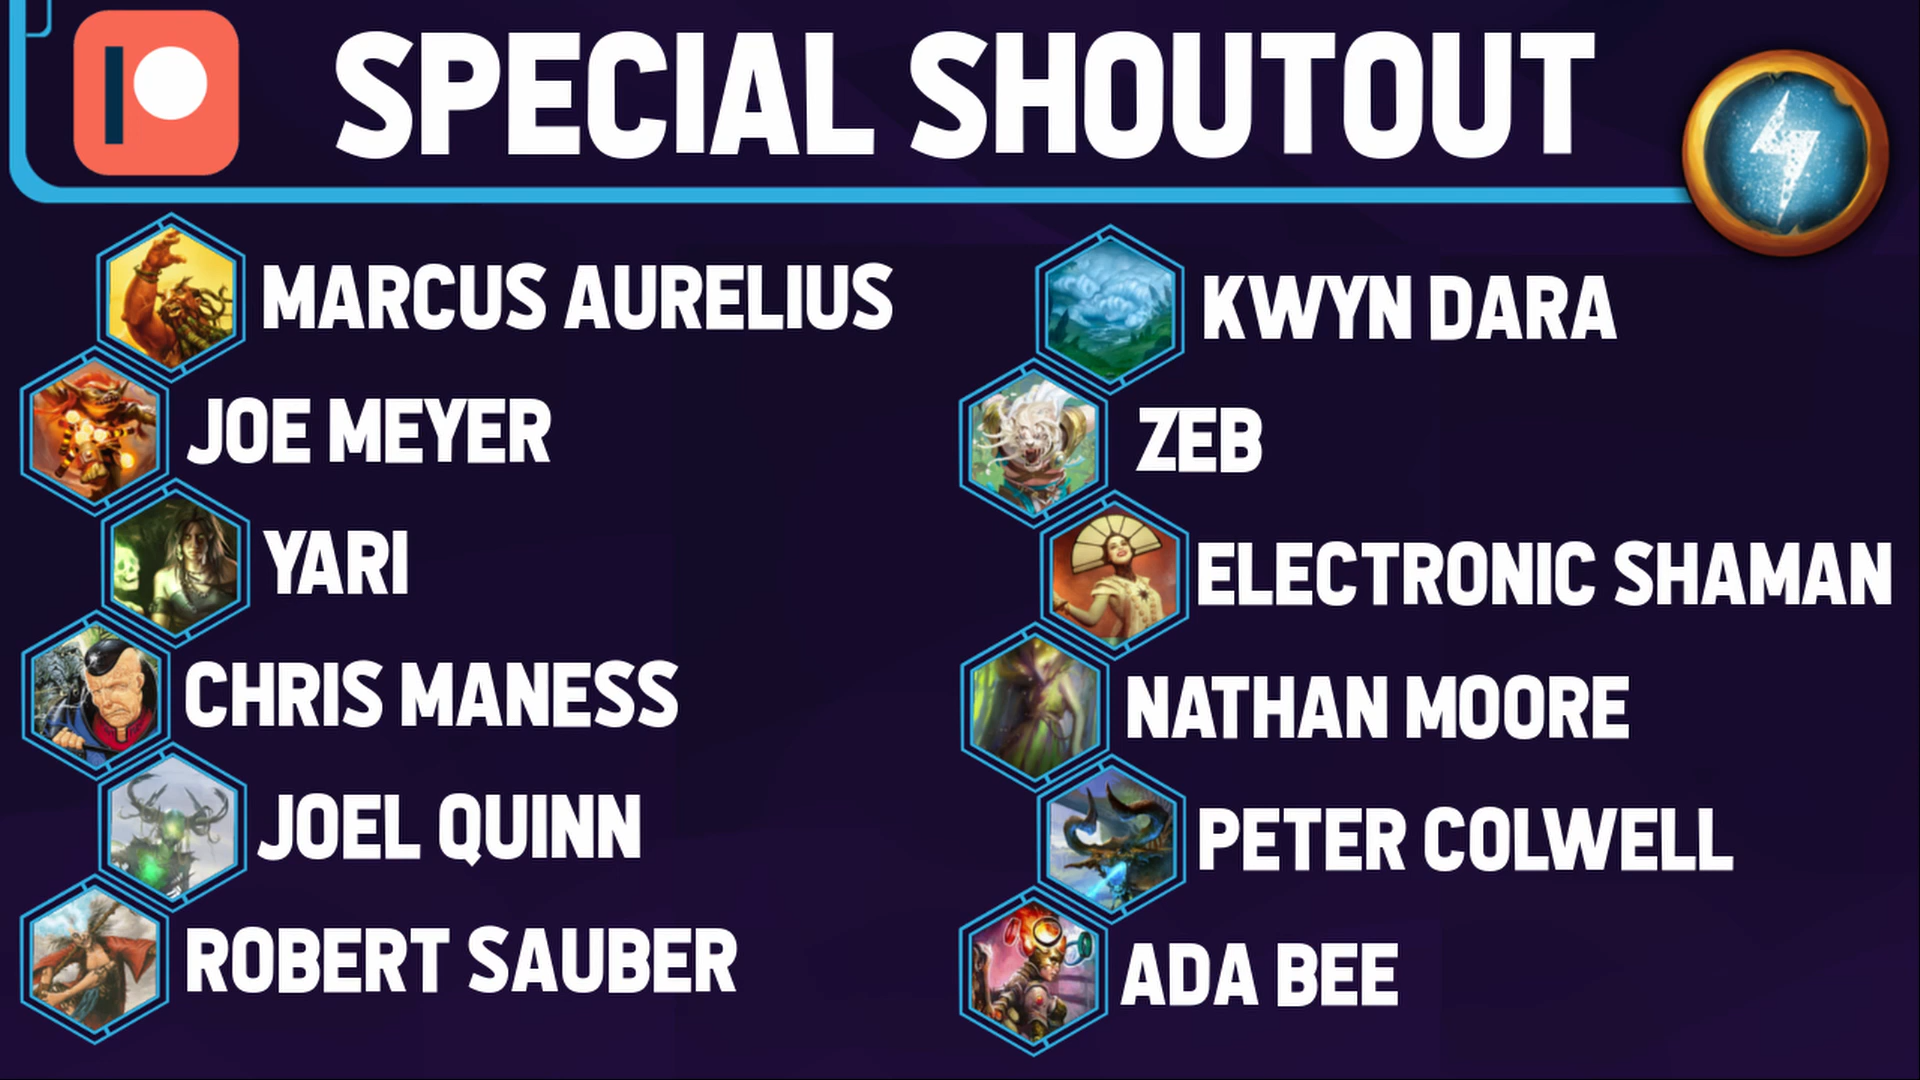 SPECIAL SHOUTOUT
MARCUS AURELIUS
JOE MEYER
YARI
CHRIS MANESS
JOEL QUINN
ROBERT SAUBER
KWYN DARA
ZEB
ELECTRONIC SHAMAN
NATHAN MOORE
PETER COLWELL
ADA BEE